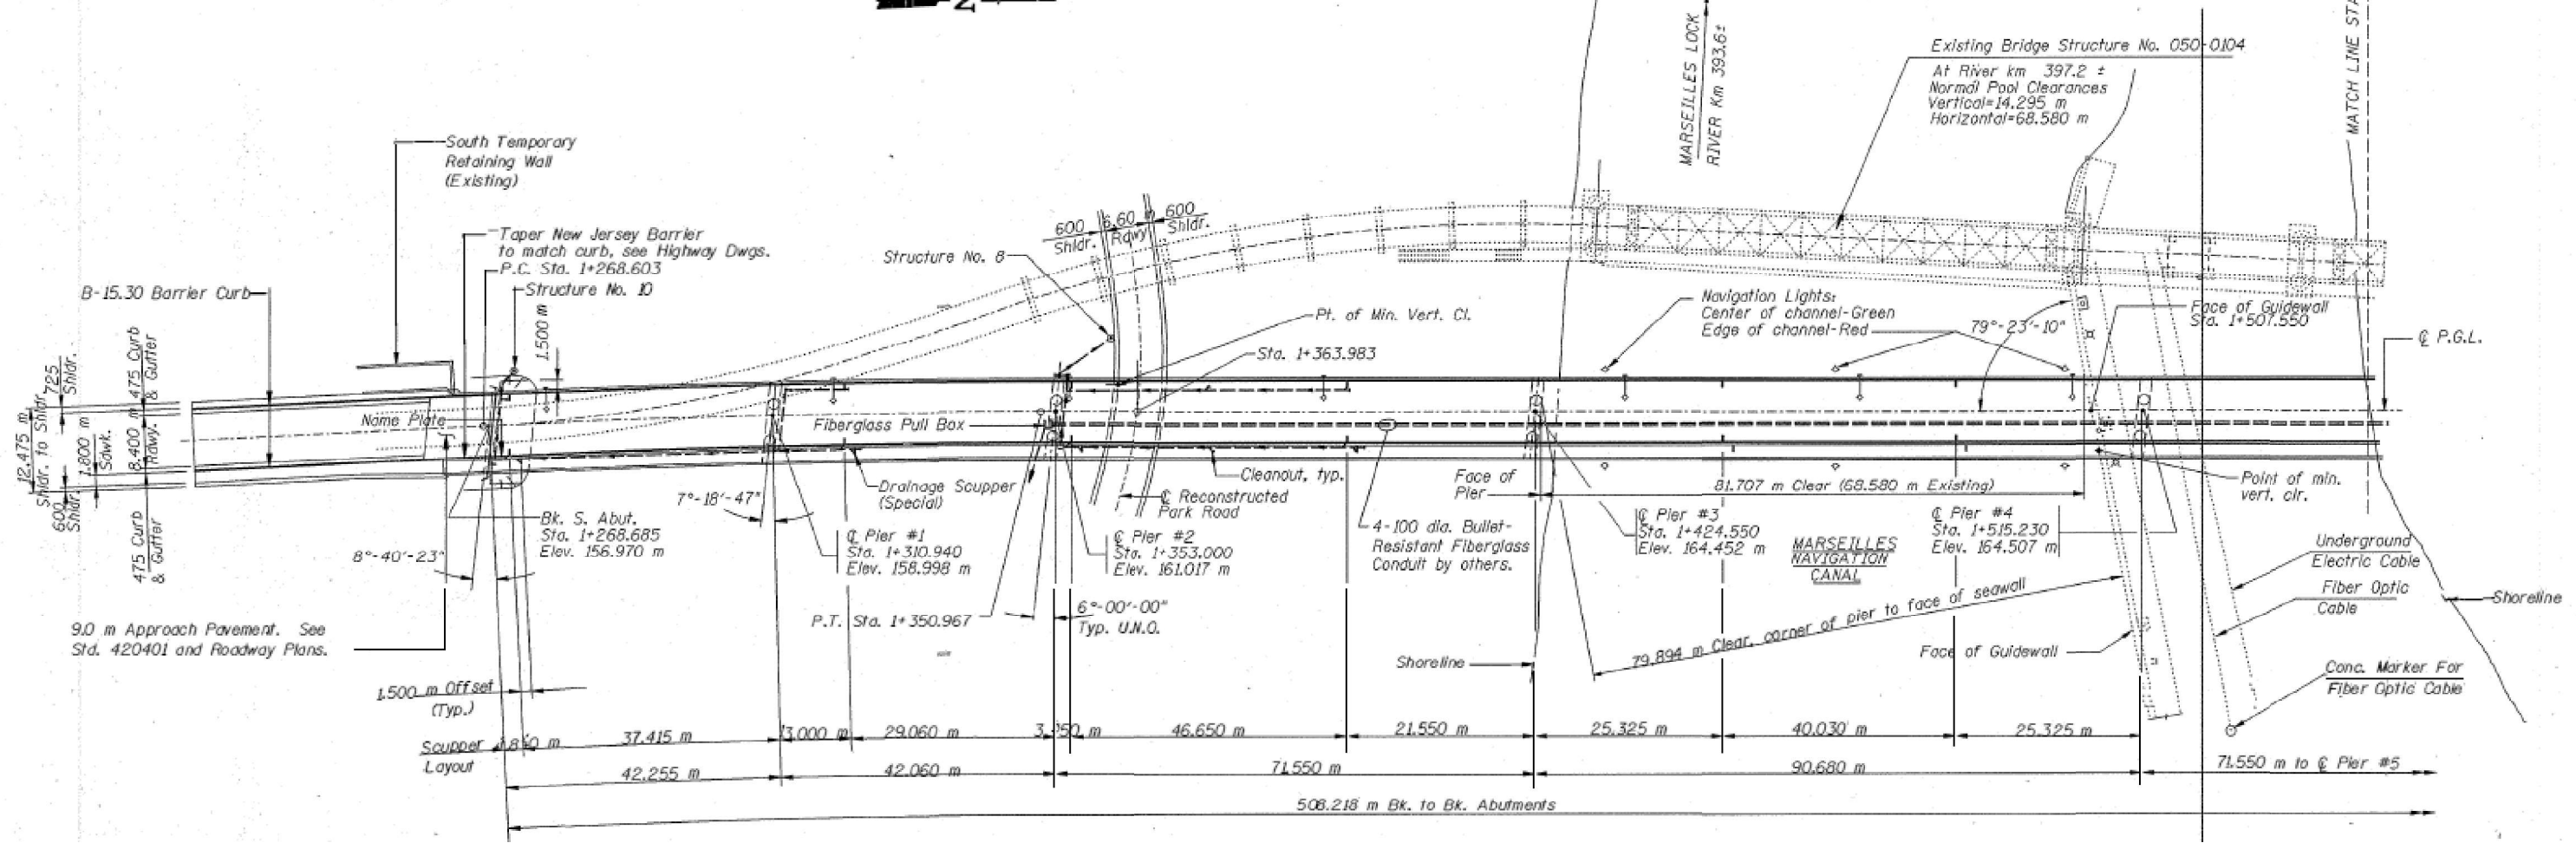 Z
MARSEILLES LOCK
RIVER Km 393.6±
MATCH LINE STA
Existing Bridge Structure No. 050-0104
At River km 397.2 ±
Normal Pool Clearances
Vertical=14.295 m
Horizontal=68.580 m
South Temporary
Retaining Wall
(Existing)
Taper New Jersey Barrier
to match curb, see Highway Dwgs.
P.C. Sta. 1+268.603
Structure No. 10
B-15.30 Barrier Curb
Structure No. 8
600
Shldr.
6.60
Rdwy
600
Shldr.
Pt. of Min. Vert. Cl.
Sta. 1+363.983
Navigation Lights:
Center of channel-Green
Edge of channel-Red
79°-23'-10"
Face of Guidewall
Sta. 1+507.550
℄ P.G.L.
1.500 m
12.475 m
Shldr. to Shldr.
725
Shldr.
600
Shldr.
1.800 m
Sdwk.
8.400 m
Rdwy.
475 Curb
& Gutter
475 Curb
& Gutter
Name Plate
Fiberglass Pull Box
Drainage Scupper
(Special)
Cleanout, typ.
℄ Reconstructed
Park Road
Face of
Pier
81.707 m Clear (68.580 m Existing)
Point of min.
vert. clr.
7°-18'-47"
8°-40'-23"
Bk. S. Abut.
Sta. 1+268.685
Elev. 156.970 m
℄ Pier #1
Sta. 1+310.940
Elev. 158.998 m
℄ Pier #2
Sta. 1+353.000
Elev. 161.017 m
4-100 dia. Bullet-
Resistant Fiberglass
Conduit by others.
℄ Pier #3
Sta. 1+424.550
Elev. 164.452 m
MARSEILLES
NAVIGATION
CANAL
℄ Pier #4
Sta. 1+515.230
Elev. 164.507 m
Underground
Electric Cable
Fiber Optic
Cable
Shoreline
9.0 m Approach Pavement. See
Std. 420401 and Roadway Plans.
P.T. Sta. 1+350.967
6°-00'-00"
Typ. U.N.O.
79.894 m Clear, corner of pier to face of seawall
Shoreline
Face of Guidewall
Conc. Marker For
Fiber Optic Cable
1.500 m Offset
(Typ.)
Scupper
Layout
37.415 m
13.000 m
29.060 m
46.650 m
21.550 m
25.325 m
40.030 m
25.325 m
42.255 m
42.060 m
71.550 m
90.680 m
71.550 m to ℄ Pier #5
508.218 m Bk. to Bk. Abutments